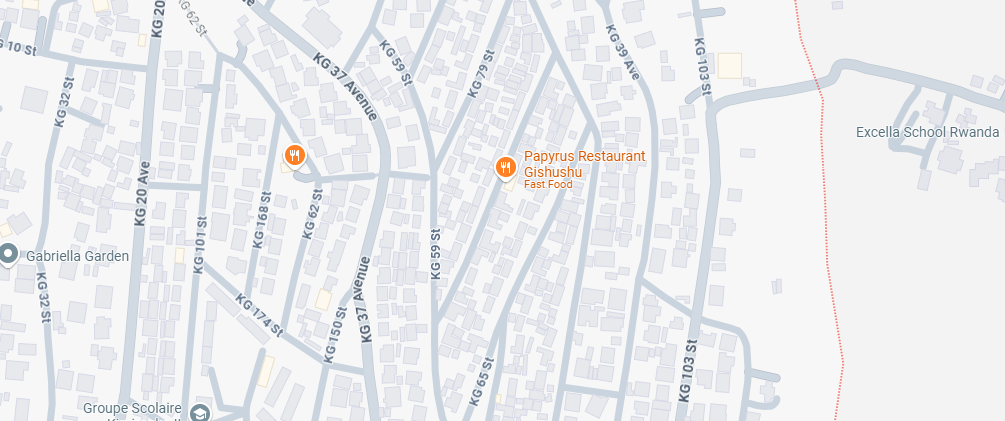 KG 20
KG 62 St
G 10 St
KG 37 Avenue
KG 59 St
KG 79 St
KG 39 Ave
KG 103 St
KG 32 St
Excella School Rwanda
Papyrus Restaurant
Gishushu
Fast Food
KG 20 Ave
KG 168 St
KG 62 St
KG 101 St
Gabriella Garden
KG 59 St
KG 32 St
KG 174 St
KG 37 Avenue
KG 150 St
KG 103 St
KG 65 St
Groupe Scolaire